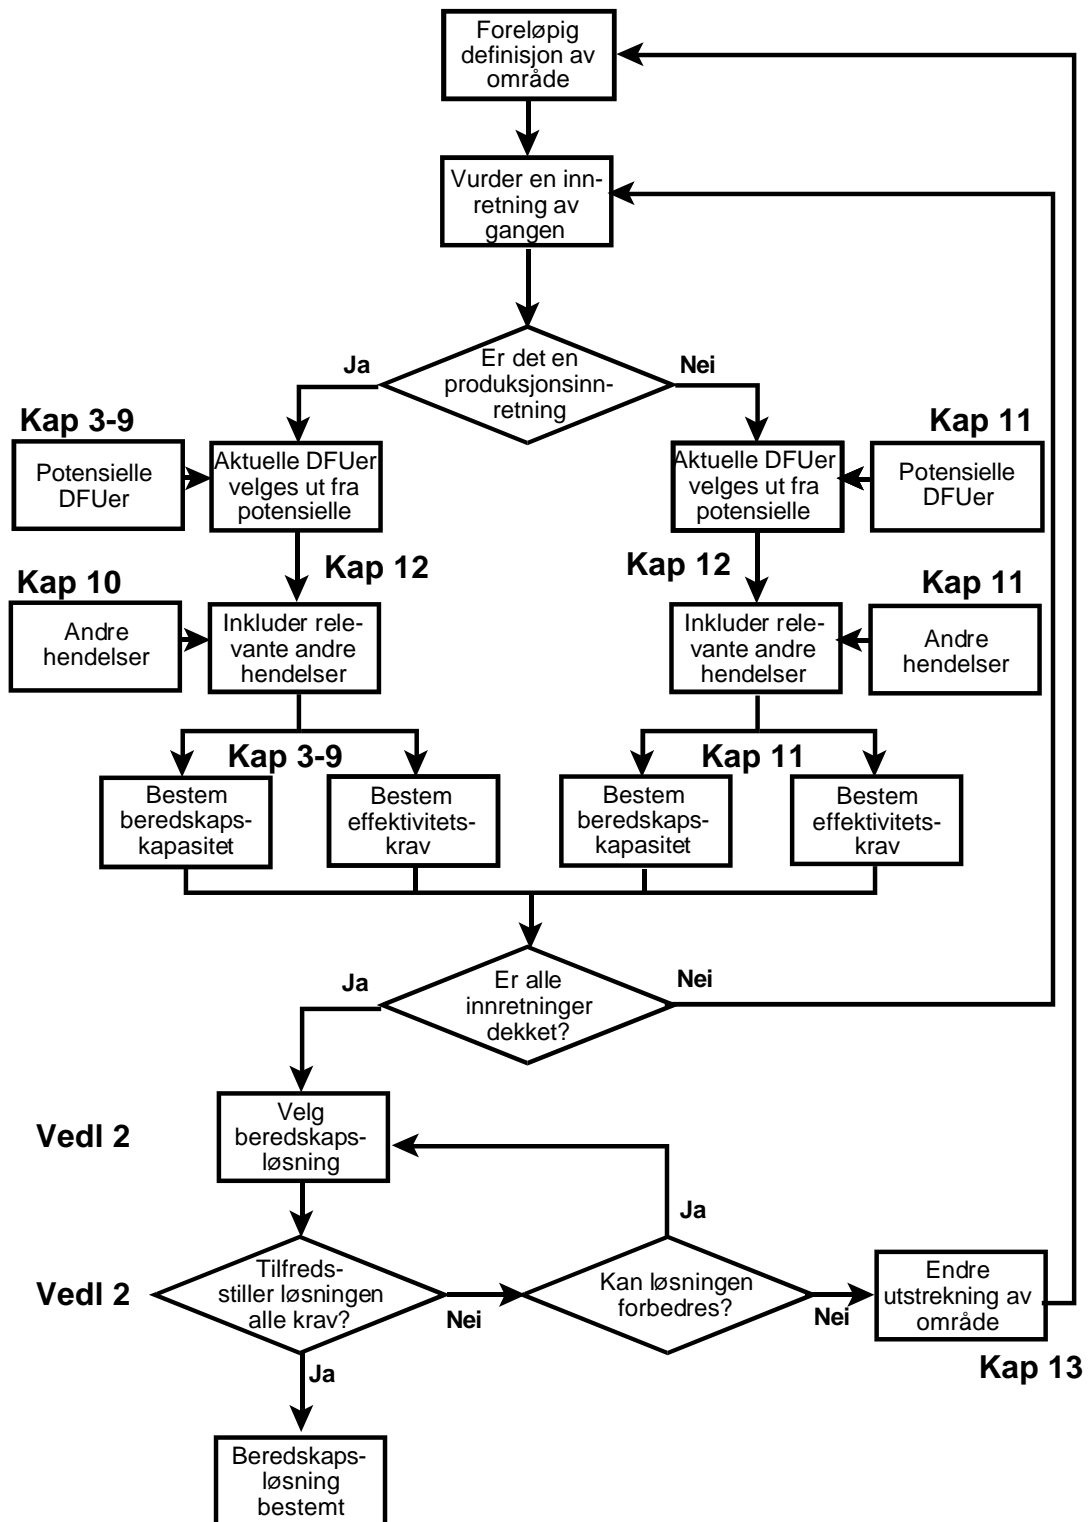 Foreløpig
definisjon av
område
Vurder en inn-
retning av
gangen
Ja
Er det en
produksjonsinn-
retning
Nei
Kap 3-9
Potensielle
DFUer
Aktuelle DFUer
velges ut fra
potensielle
Aktuelle DFUer
velges ut fra
potensielle
Kap 11
Potensielle
DFUer
Kap 12
Kap 12
Kap 10
Andre
hendelser
Inkluder rele-
vante andre
hendelser
Inkluder rele-
vante andre
hendelser
Kap 11
Andre
hendelser
Kap 3-9
Kap 11
Bestem
beredskaps-
kapasitet
Bestem
effektivitets-
krav
Bestem
beredskaps-
kapasitet
Bestem
effektivitets-
krav
Ja
Er alle
innretninger
dekket?
Nei
Vedl 2
Velg
beredskaps-
løsning
Ja
Vedl 2
Tilfreds-
stiller løsningen
alle krav?
Nei
Kan løsningen
forbedres?
Nei
Endre
utstrekning av
område
Kap 13
Ja
Beredskaps-
løsning
bestemt